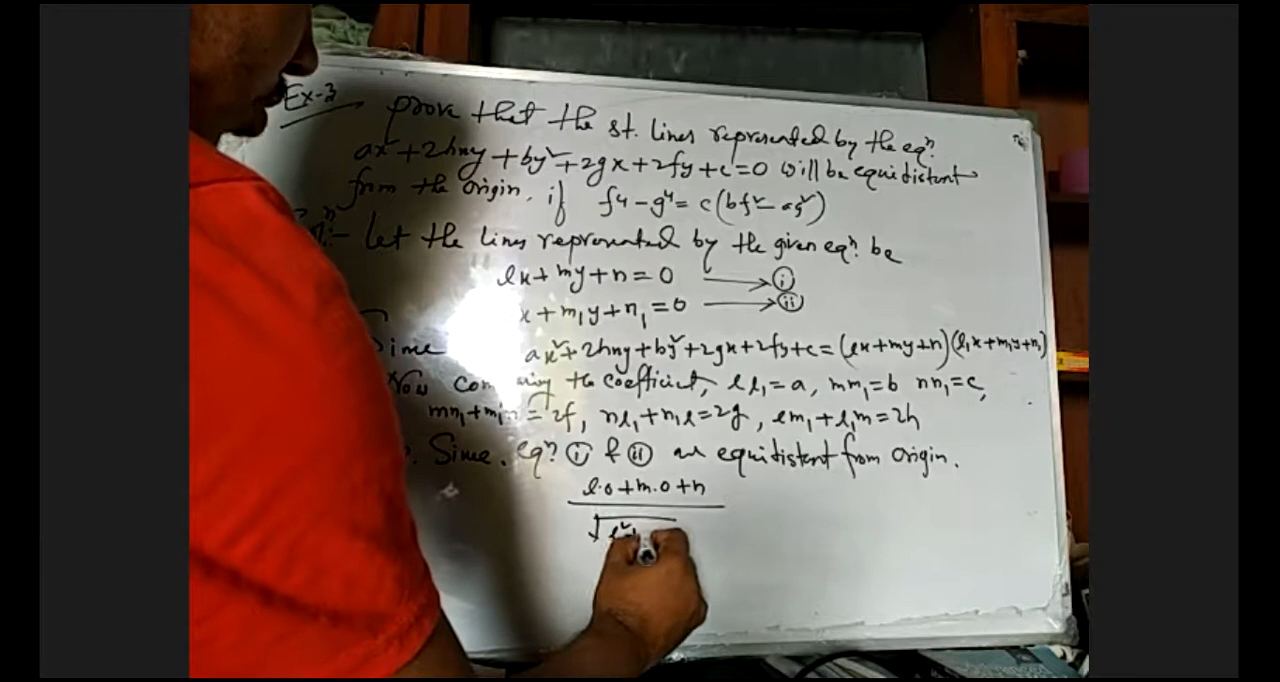 Ex-3 prove that the st. lines represented by the eqⁿ.
ax²+2hxy+by²+2gx+2fy+c=0 will be equidistant
from the origin, if f⁴-g⁴=c(bf²-ag²)
Let the lines represented by the given eqⁿ. be
lx+my+n=0 → (i)
x+m₁y+n₁=0 → (ii)
Since ax²+2hxy+by²+2gx+2fy+c=(lx+my+n)(l₁x+m₁y+n₁)
Now comparing the coefficient, ll₁=a, mm₁=b nn₁=c,
mn₁+m₁n=2f, nl₁+n₁l=2g, lm₁+l₁m=2h
Since. eqⁿ. (i) & (ii) are equidistant from origin.
l.0+m.0+n
√l²